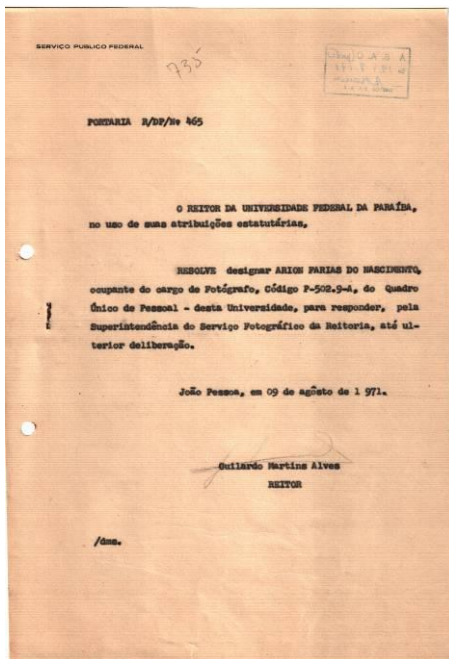 SERVIÇO PUBLICO FEDERAL
735
PORTARIA R/DP/Nº 465
O REITOR DA UNIVERSIDADE FEDERAL DA PARAÍBA,
no uso de suas atribuições estatutárias,
RESOLVE designar ARION FARIAS DO NASCIMENTO,
ocupante do cargo de Fotógrafo, Código P-502.9-A, do Quadro
Único de Pessoal - desta Universidade, para responder, pela
Superintendência do Serviço Fotográfico da Reitoria, até ul-
terior deliberação.
João Pessoa, em 09 de agôsto de 1 971.
Guilardo Martins Alves
REITOR
/dms.